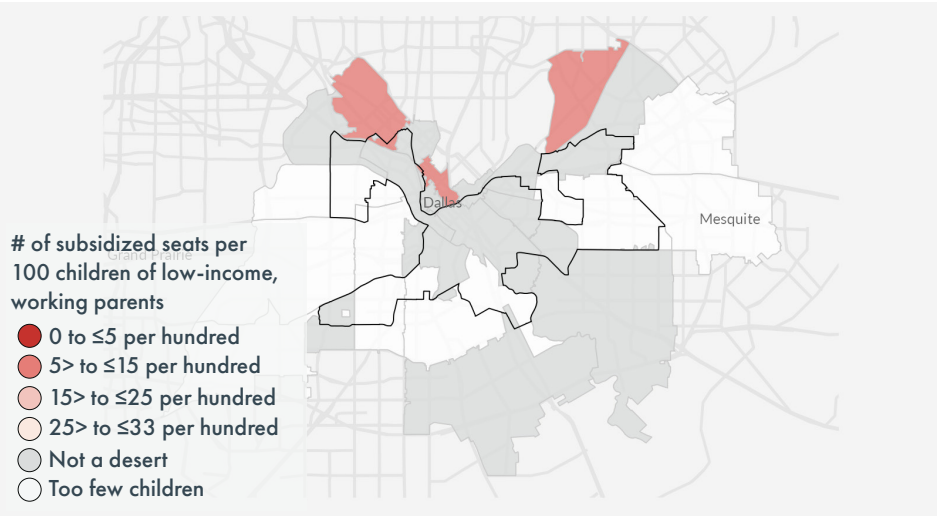 Dallas
Mesquite
Grand Prairie
# of subsidized seats per
100 children of low-income,
working parents
0 to ≤5 per hundred
5> to ≤15 per hundred
15> to ≤25 per hundred
25> to ≤33 per hundred
Not a desert
Too few children